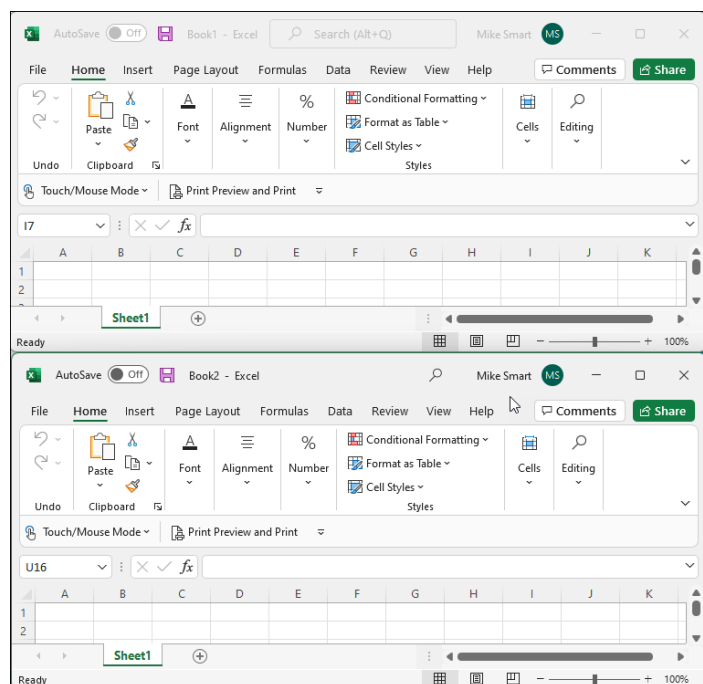 AutoSave Off Book1 - Excel Search (Alt+Q) Mike Smart MS
File Home Insert Page Layout Formulas Data Review View Help Comments Share
Paste Font Alignment Number Conditional Formatting Format as Table Cell Styles Cells Editing
Undo Clipboard Styles
Touch/Mouse Mode Print Preview and Print
I7 fx
A B C D E F G H I J K
1
2
Sheet1
Ready 100%
AutoSave Off Book2 - Excel Mike Smart MS
File Home Insert Page Layout Formulas Data Review View Help Comments Share
Paste Font Alignment Number Conditional Formatting Format as Table Cell Styles Cells Editing
Undo Clipboard Styles
Touch/Mouse Mode Print Preview and Print
U16 fx
A B C D E F G H I J K
1
2
Sheet1
Ready 100%